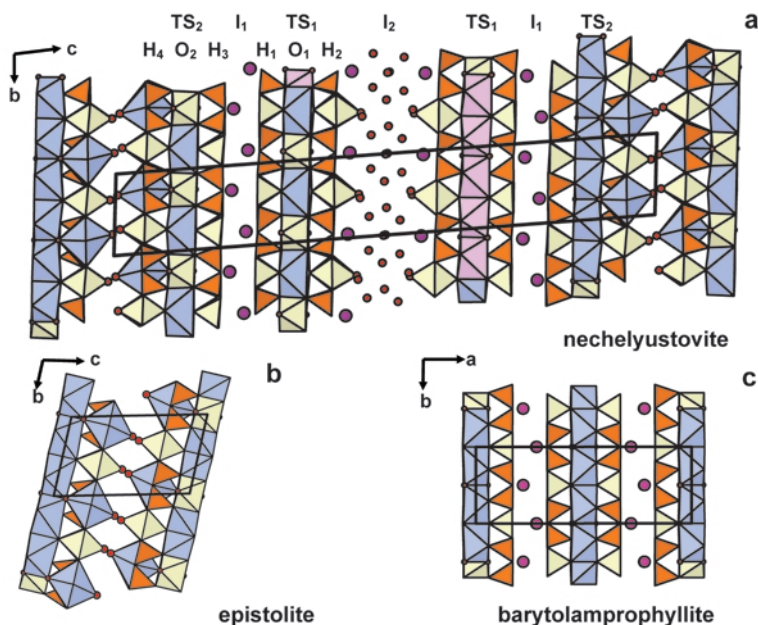 TS₂ I₁ TS₁ I₂ TS₁ I₁ TS₂ a
H₄ O₂ H₃ H₁ O₁ H₂
c
b
nechelyustovite
c b
b
a c
b
epistolite
barytolamprophyllite